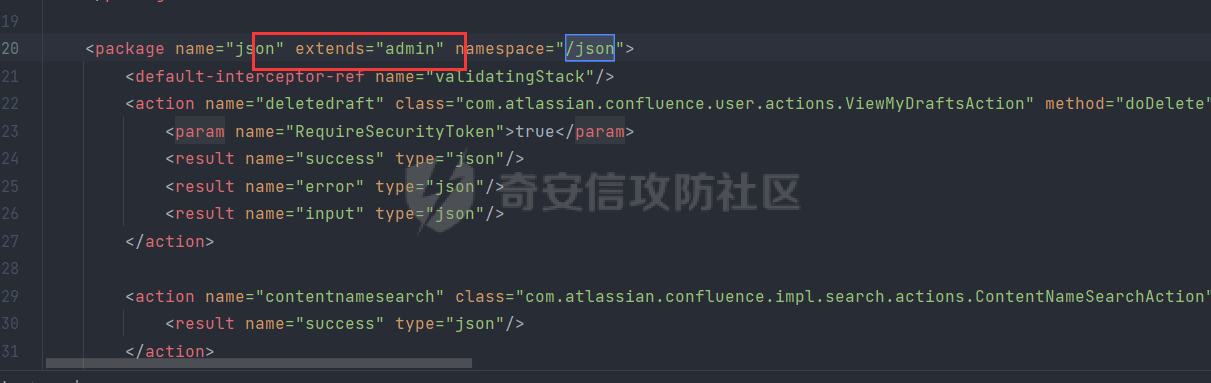 19
20 <package name="json" extends="admin" namespace="/json">
21 <default-interceptor-ref name="validatingStack"/>
22 <action name="deletedraft" class="com.atlassian.confluence.user.actions.ViewMyDraftsAction" method="doDelete"
23 <param name="RequireSecurityToken">true</param>
24 <result name="success" type="json"/>
25 <result name="error" type="json"/>
奇安信攻防社区
26 <result name="input" type="json"/>
27 </action>
28
29 <action name="contentnamesearch" class="com.atlassian.confluence.impl.search.actions.ContentNameSearchAction"
30 <result name="success" type="json"/>
31 </action>